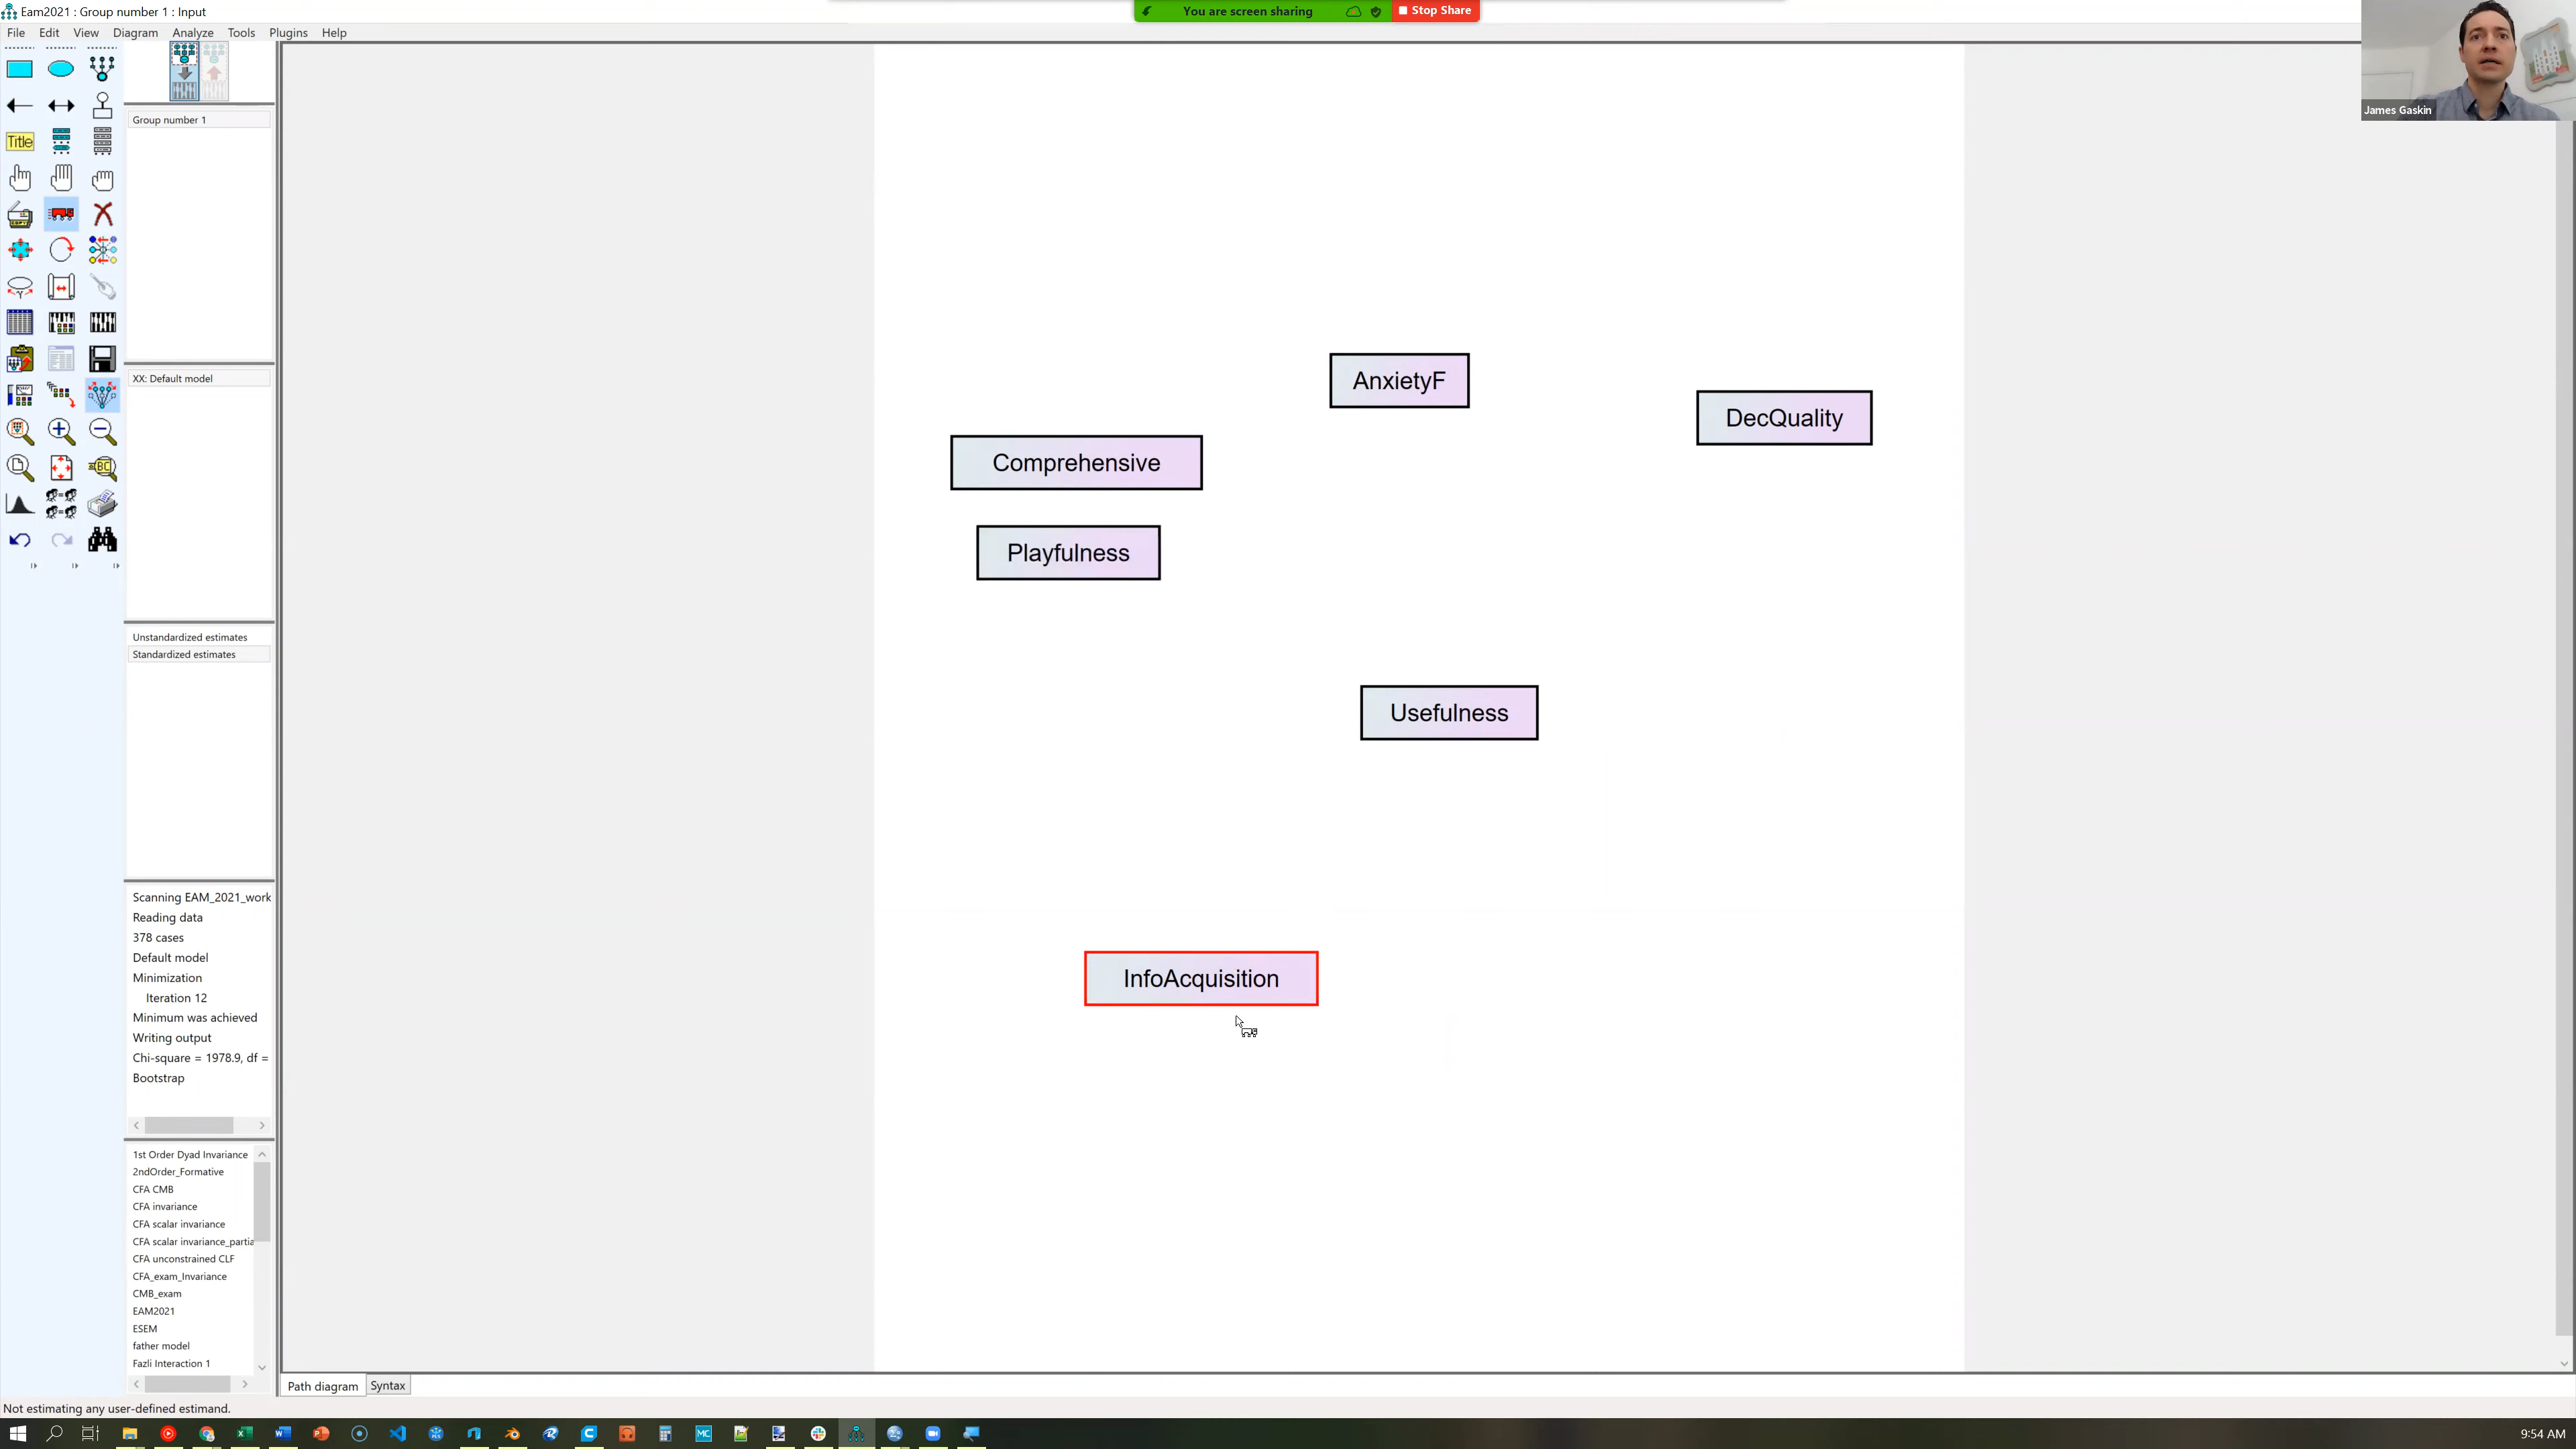 Eam2021 : Group number 1 : Input
You are screen sharing
Stop Share
File Edit View Diagram Analyze Tools Plugins Help
James Gaskin
Title
Group number 1
XX: Default model
Unstandardized estimates
Standardized estimates
Scanning EAM_2021_work
Reading data
378 cases
Default model
Minimization
Iteration 12
Minimum was achieved
Writing output
Chi-square = 1978.9, df =
Bootstrap
1st Order Dyad Invariance
2ndOrder_Formative
CFA CMB
CFA invariance
CFA scalar invariance
CFA scalar invariance_partia
CFA unconstrained CLF
CFA_exam_Invariance
CMB_exam
EAM2021
ESEM
father model
Fazli Interaction 1
AnxietyF
DecQuality
Comprehensive
Playfulness
Usefulness
InfoAcquisition
Path diagram Syntax
Not estimating any user-defined estimand.
9:54 AM